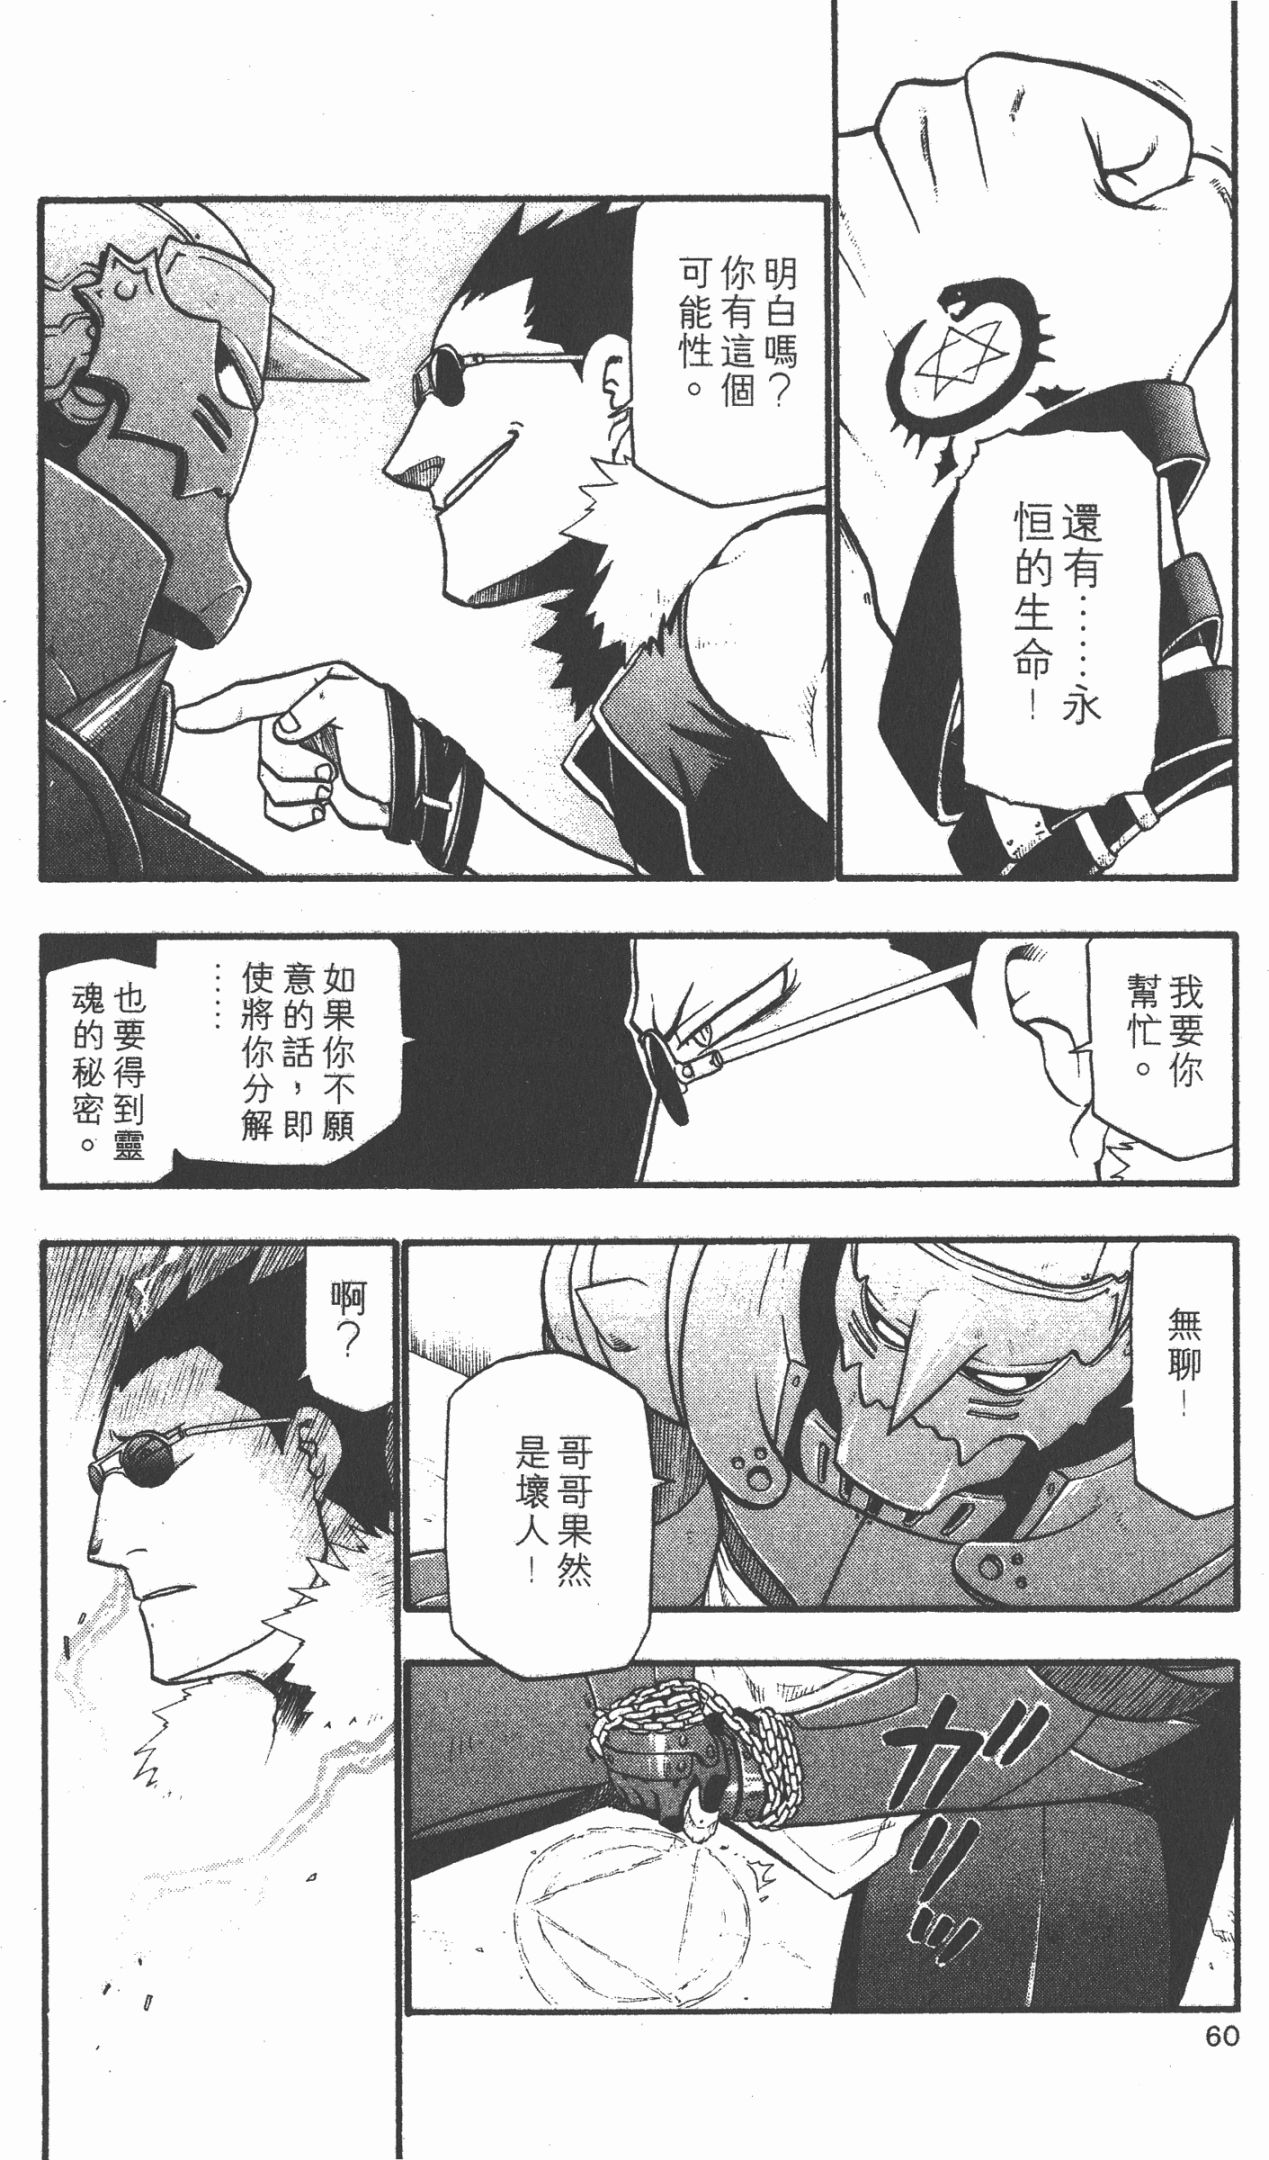 還有……永
恒的生命！
明白嗎？
你有這個
可能性。
我要你
幫忙。
如果你不願
意的話，即
使將你分解
……
也要得到靈
魂的秘密。
無聊！
哥哥果然
是壞人！
ガリリ
啊？
60